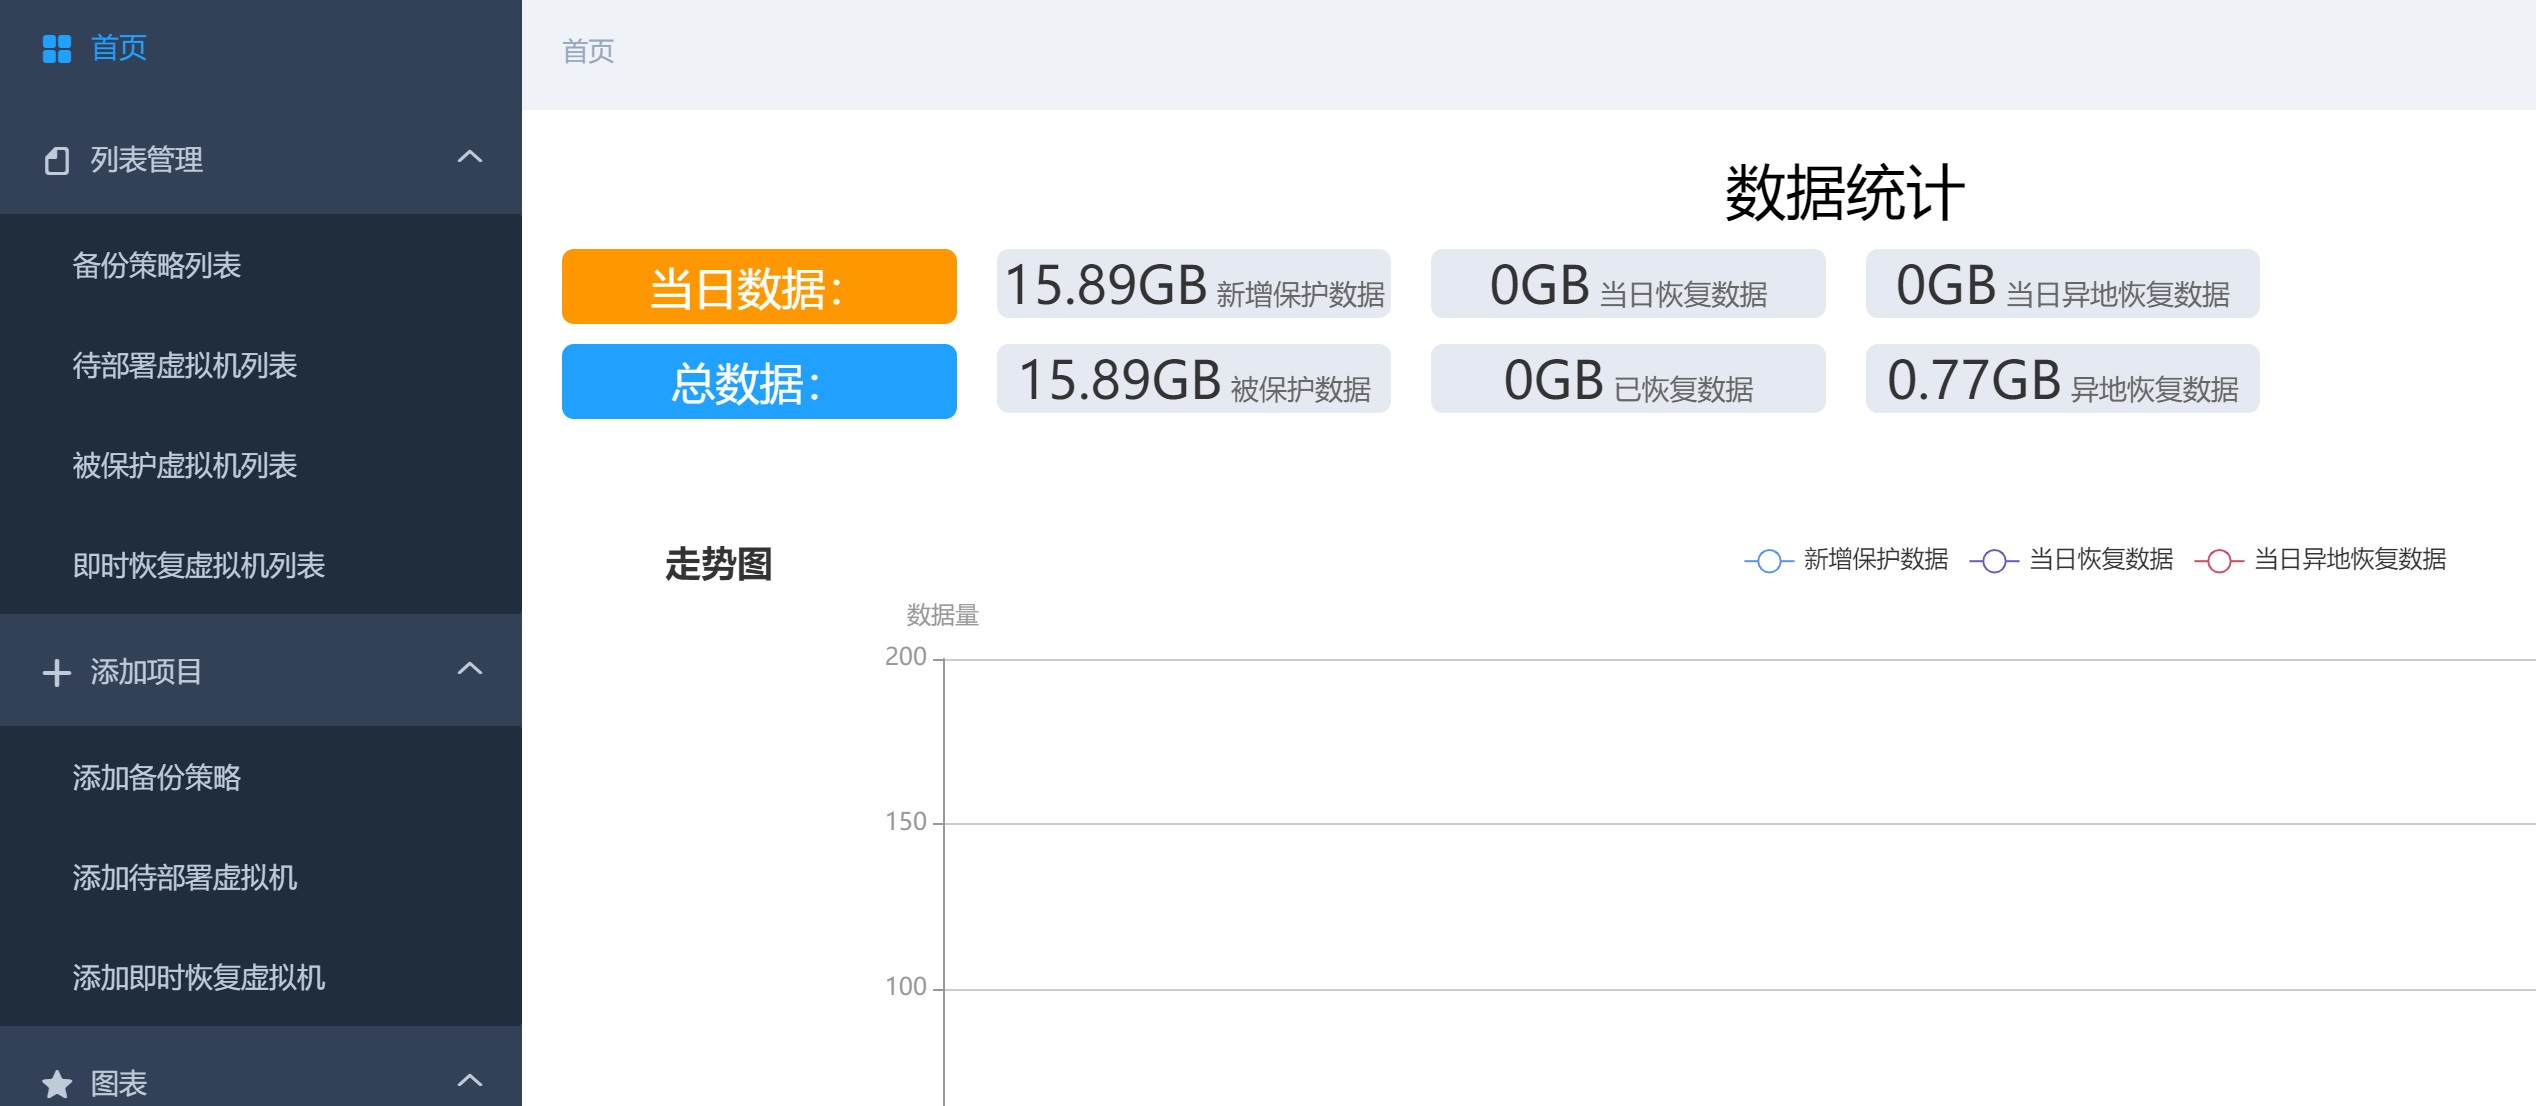 首页
列表管理
备份策略列表
待部署虚拟机列表
被保护虚拟机列表
即时恢复虚拟机列表
添加项目
添加备份策略
添加待部署虚拟机
添加即时恢复虚拟机
图表
首页
数据统计
当日数据：
15.89GB 新增保护数据
0GB 当日恢复数据
0GB 当日异地恢复数据
总数据：
15.89GB 被保护数据
0GB 已恢复数据
0.77GB 异地恢复数据
走势图
新增保护数据
当日恢复数据
当日异地恢复数据
数据量
200
150
100